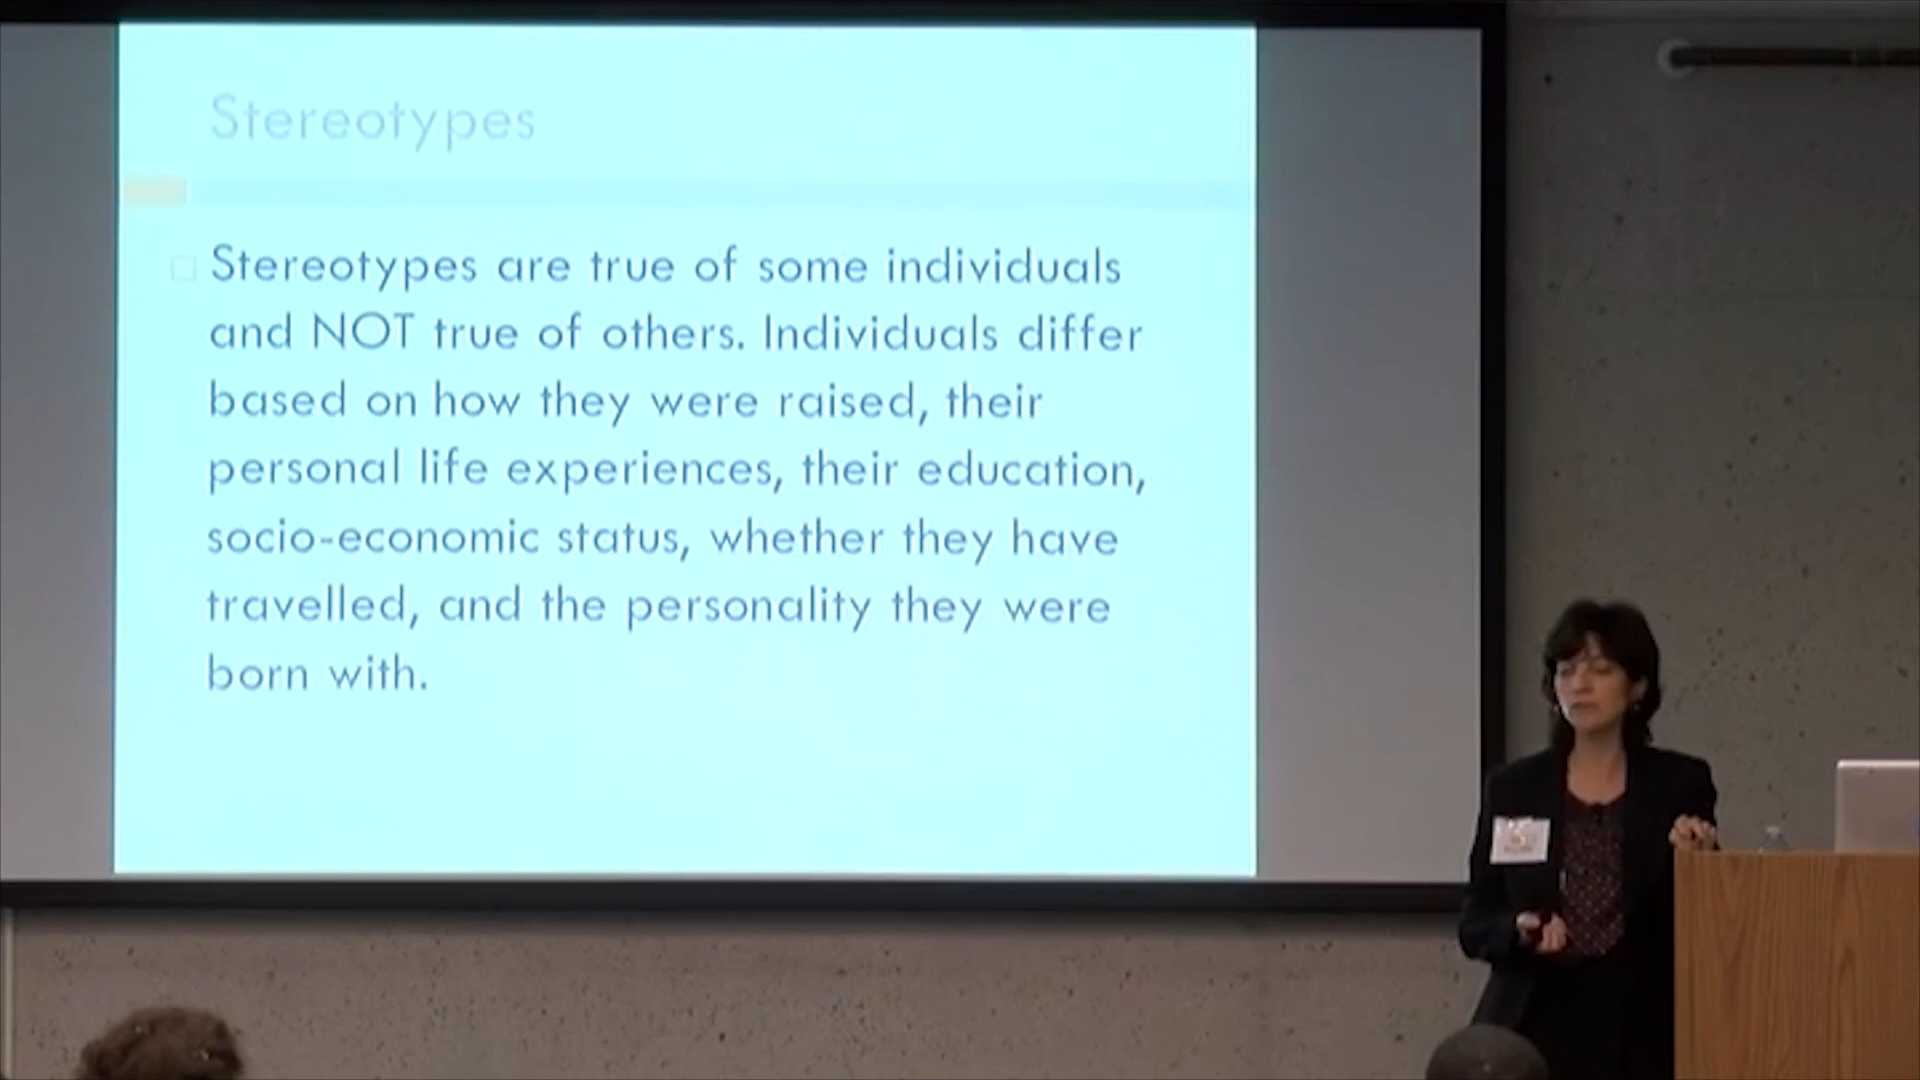 Stereotypes
Stereotypes are true of some individuals
and NOT true of others. Individuals differ
based on how they were raised, their
personal life experiences, their education,
socio-economic status, whether they have
travelled, and the personality they were
born with.